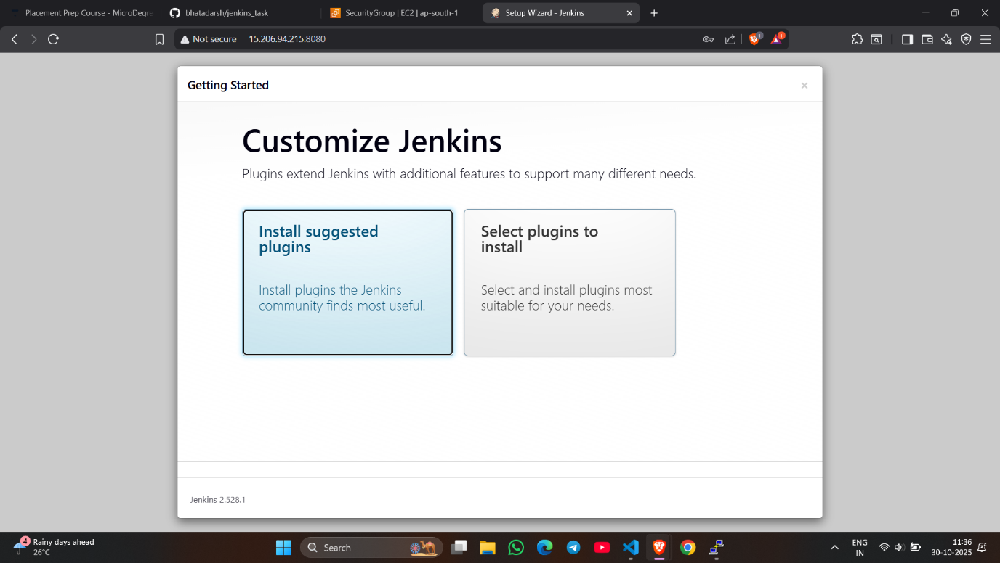 Placement Prep Course - MicroDegre
bhatadarsh/jenkins_task
SecurityGroup | EC2 | ap-south-1
Setup Wizard - Jenkins
Not secure
15.206.94.215:8080
1
1
Getting Started
Customize Jenkins
Plugins extend Jenkins with additional features to support many different needs.
Install suggested
plugins
Install plugins the Jenkins
community finds most useful.
Select plugins to
install
Select and install plugins most
suitable for your needs.
Jenkins 2.528.1
4
Rainy days ahead
26°C
Search
ENG
IN
11:36
30-10-2025